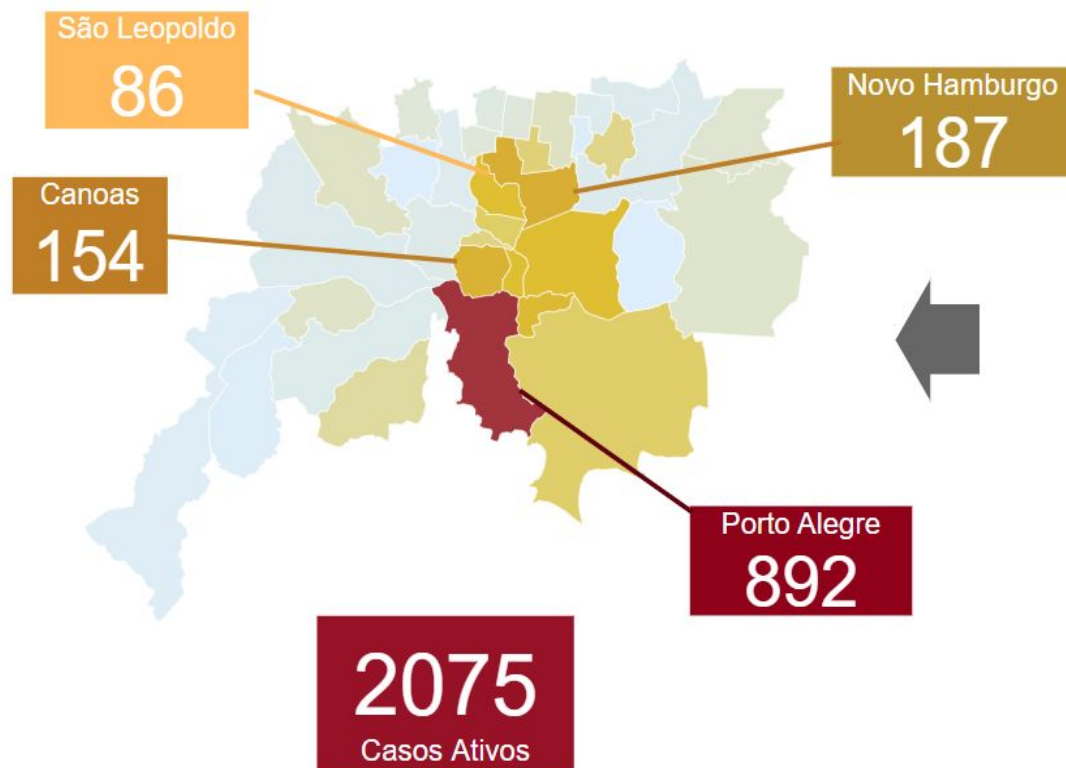 São Leopoldo
86
Novo Hamburgo
187
Canoas
154
Porto Alegre
892
2075
Casos Ativos